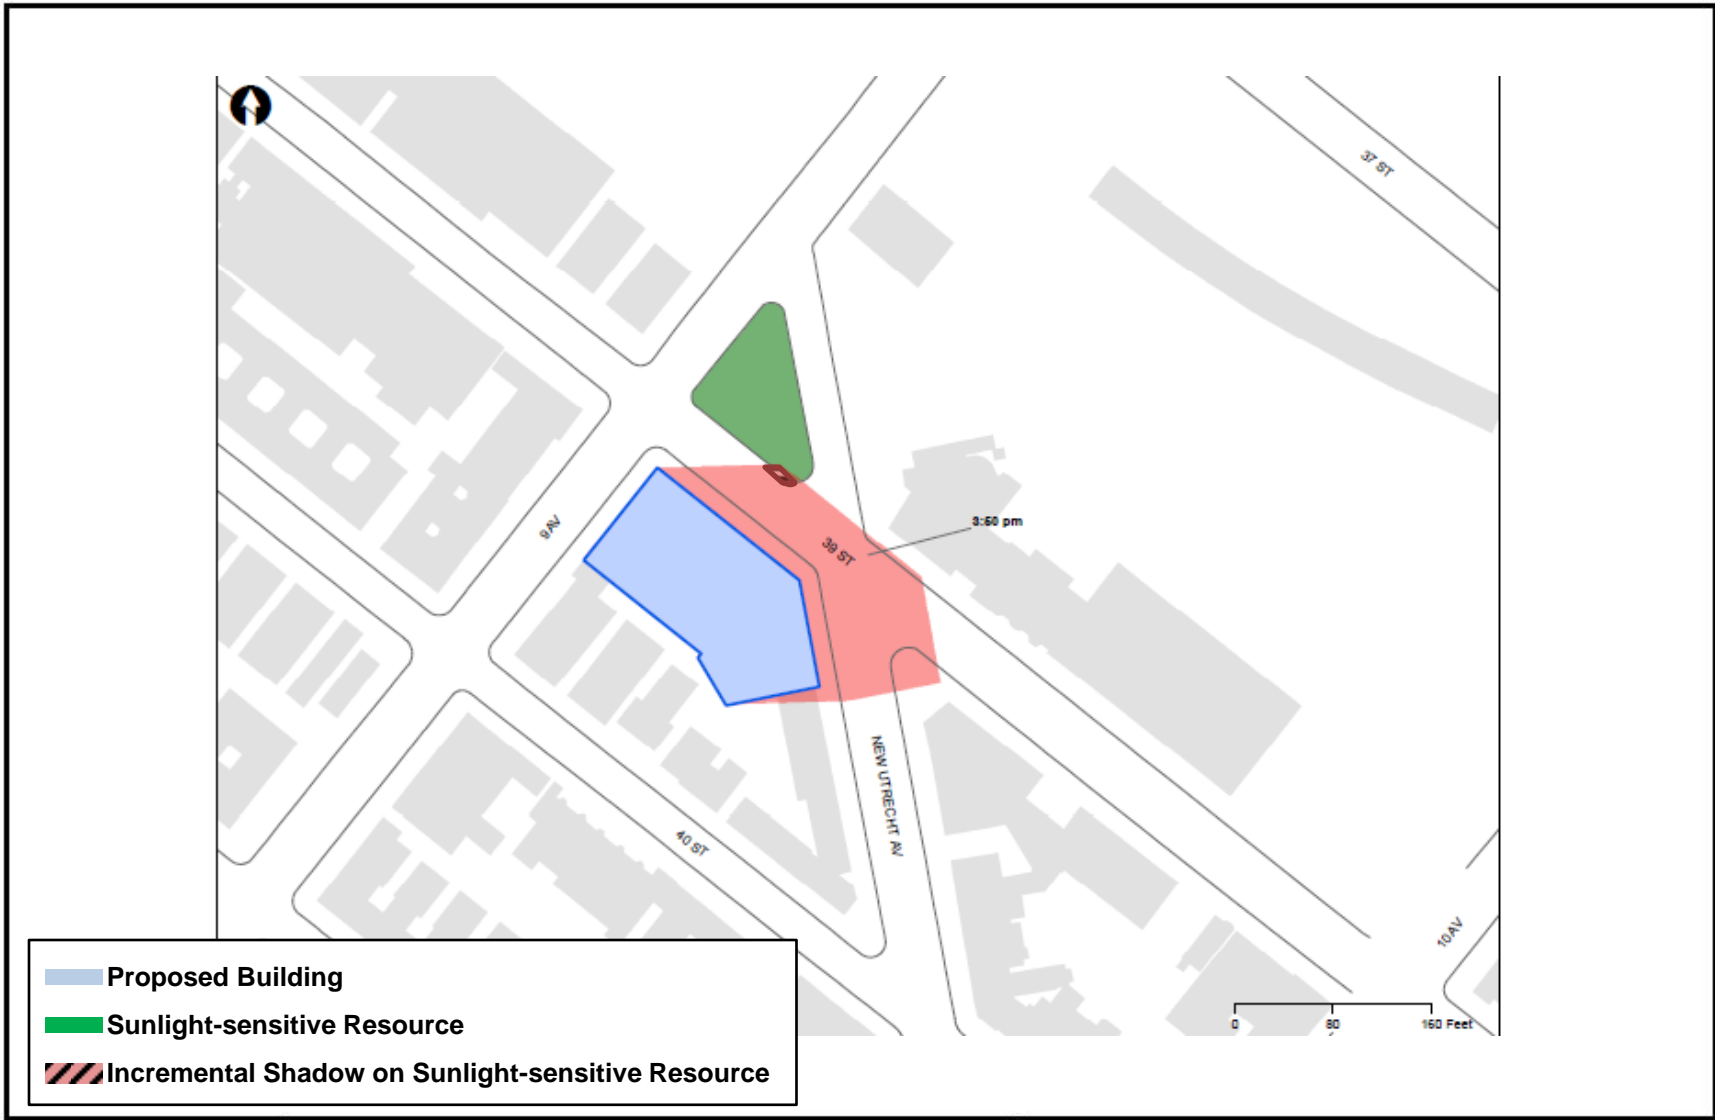 37 ST
9 AV
3:50 pm
39 ST
NEW UTRECHT AV
40 ST
10 AV
0 80 160 Feet
Proposed Building
Sunlight-sensitive Resource
Incremental Shadow on Sunlight-sensitive Resource